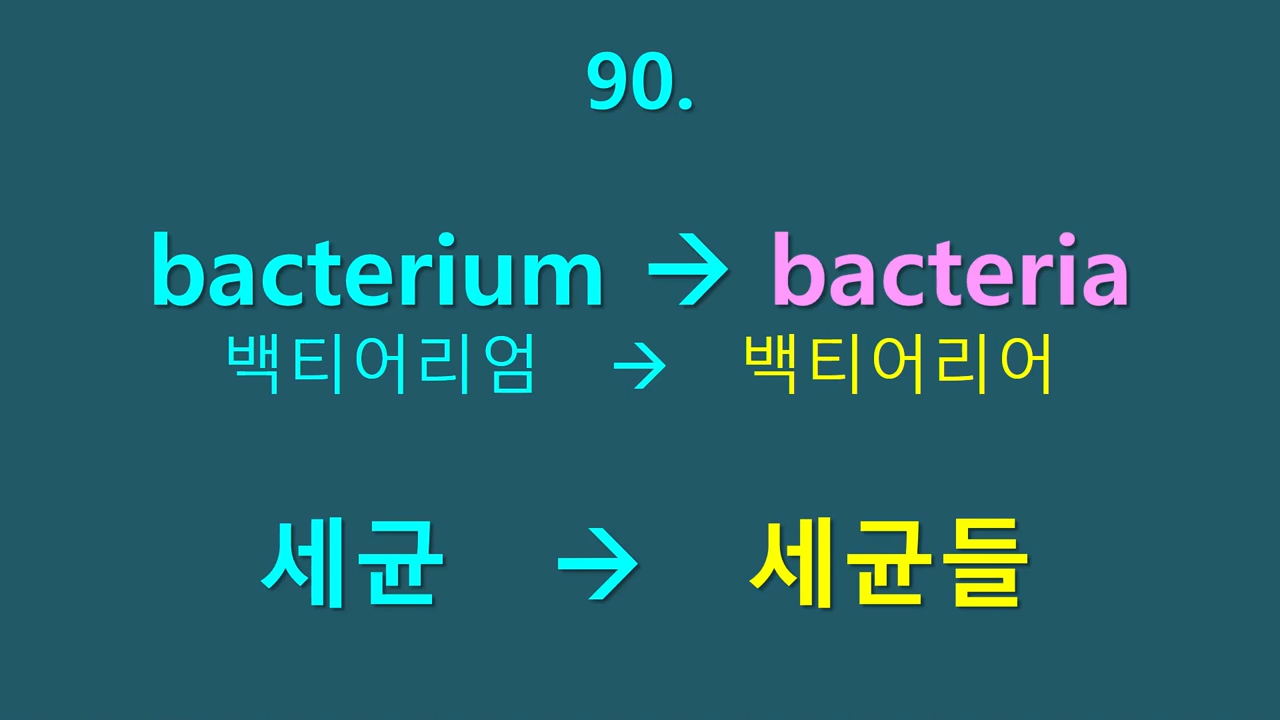 90.
bacterium → bacteria
백티어리엄 → 백티어리어
세균 → 세균들